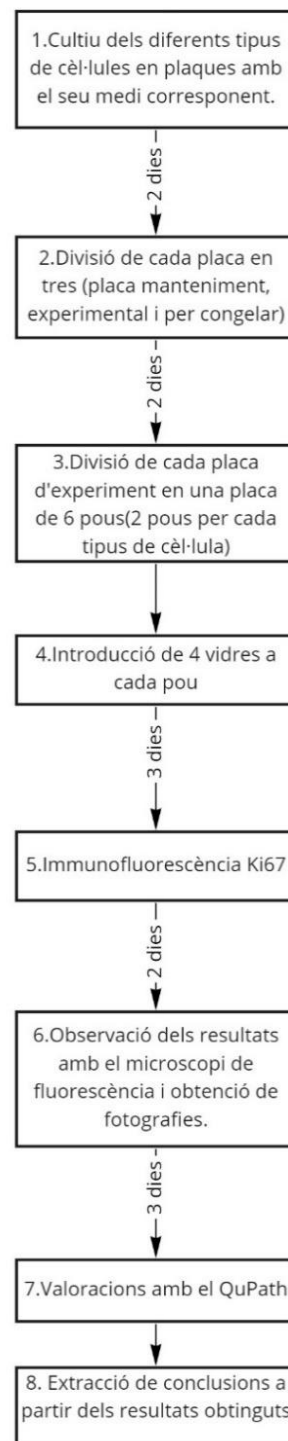 1.Cultiu dels diferents tipus
de cèl·lules en plaques amb
el seu medi corresponent.
2 dies
2.Divisió de cada placa en
tres (placa manteniment,
experimental i per congelar)
2 dies
3.Divisió de cada placa
d'experiment en una placa
de 6 pous(2 pous per cada
tipus de cèl·lula)
4.Introducció de 4 vidres a
cada pou
3 dies
5.Immunofluorescència Ki67
2 dies
6.Observació dels resultats
amb el microscopi de
fluorescència i obtenció de
fotografies.
3 dies
7.Valoracions amb el QuPath
8. Extracció de conclusions a
partir dels resultats obtinguts